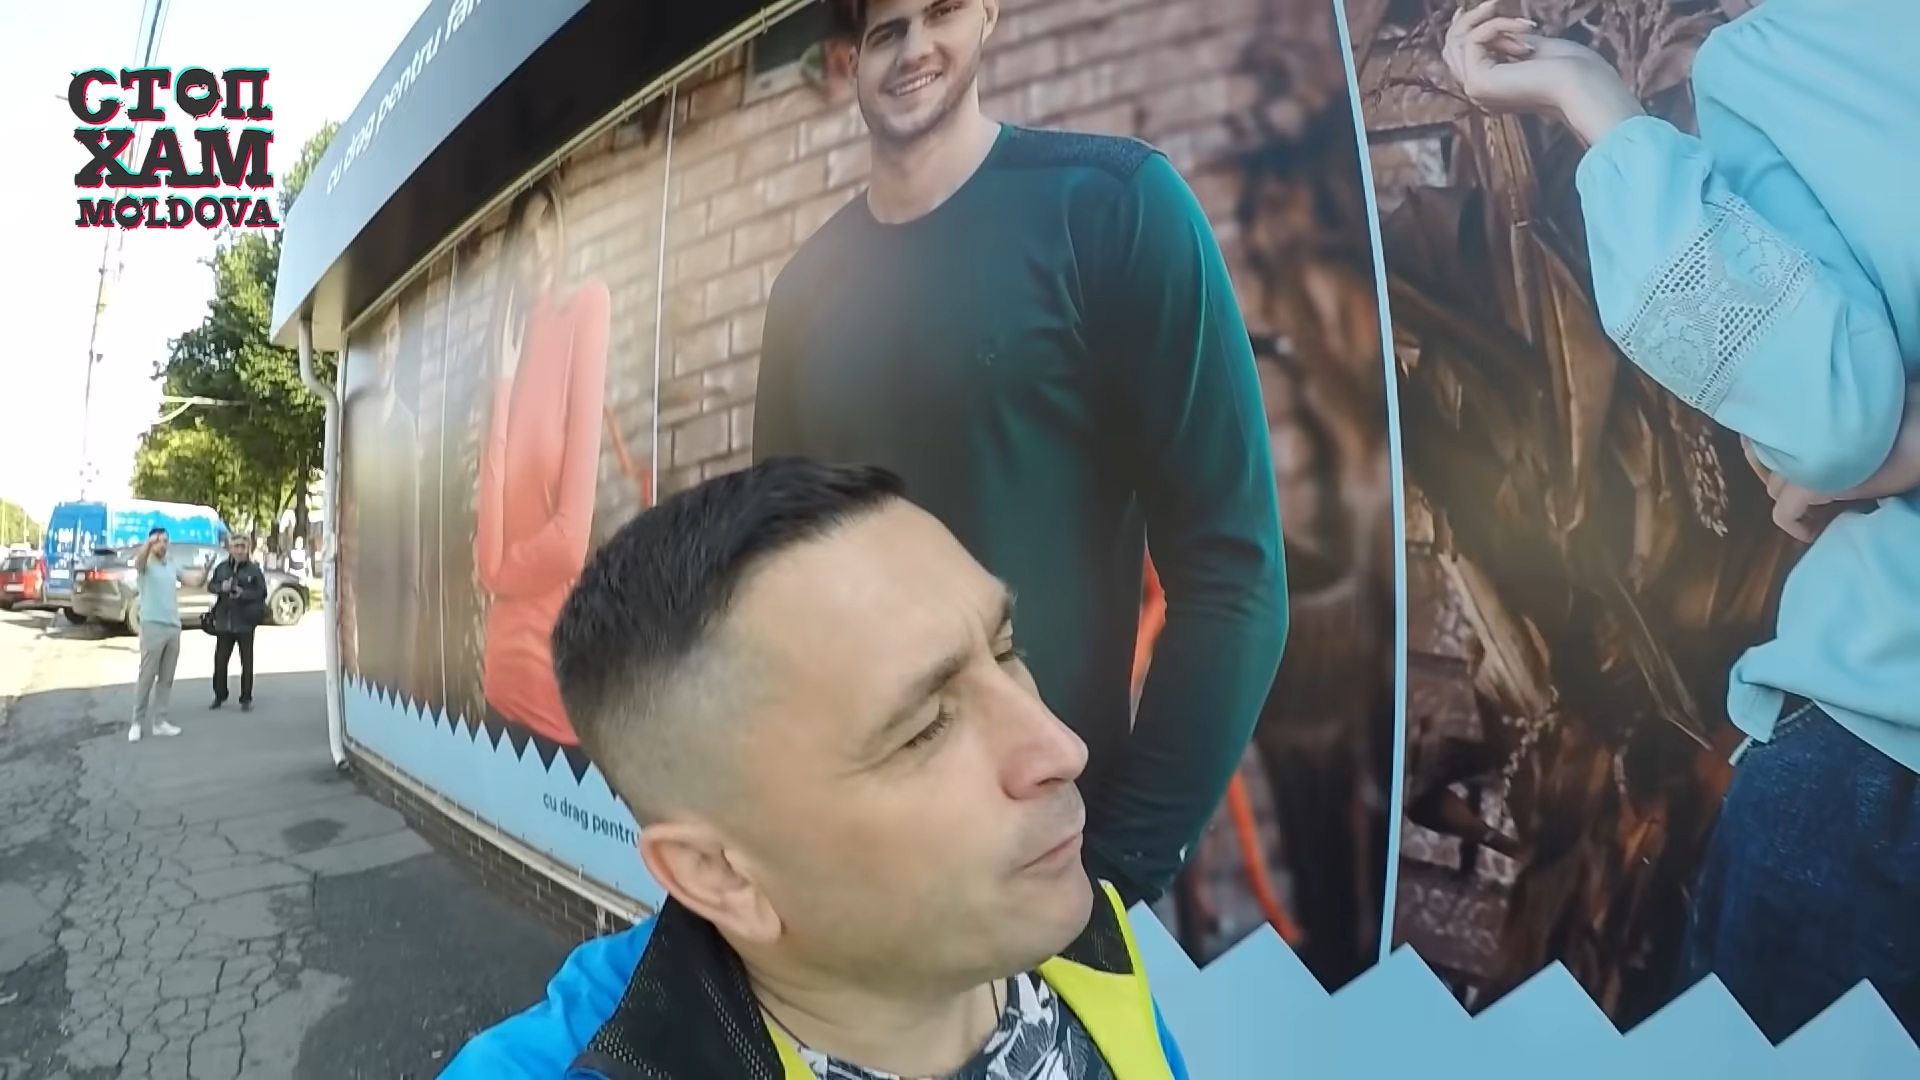 СТОП
ХАМ
MOLDOVA
cu drag pentru
cu drag pentru